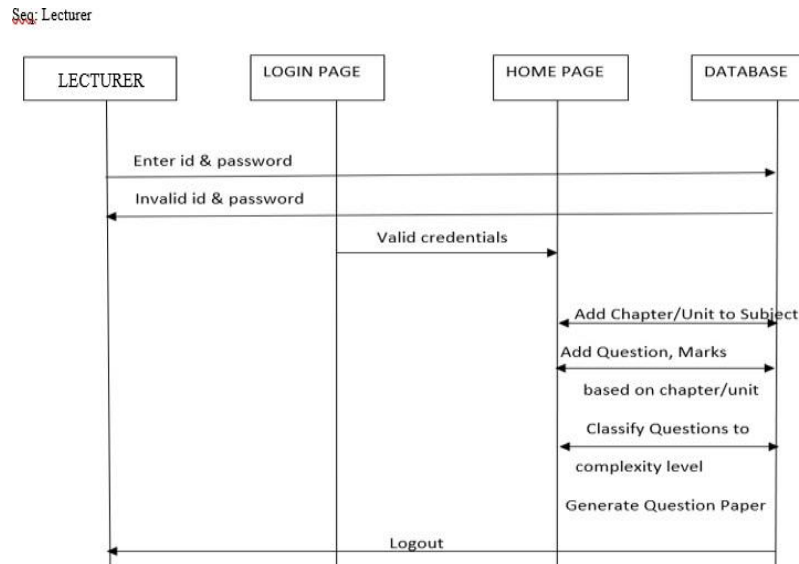 Seq: Lecturer
LECTURER
LOGIN PAGE
HOME PAGE
DATABASE
Enter id & password
Invalid id & password
Valid credentials
Add Chapter/Unit to Subject
Add Question, Marks
based on chapter/unit
Classify Questions to
complexity level
Generate Question Paper
Logout